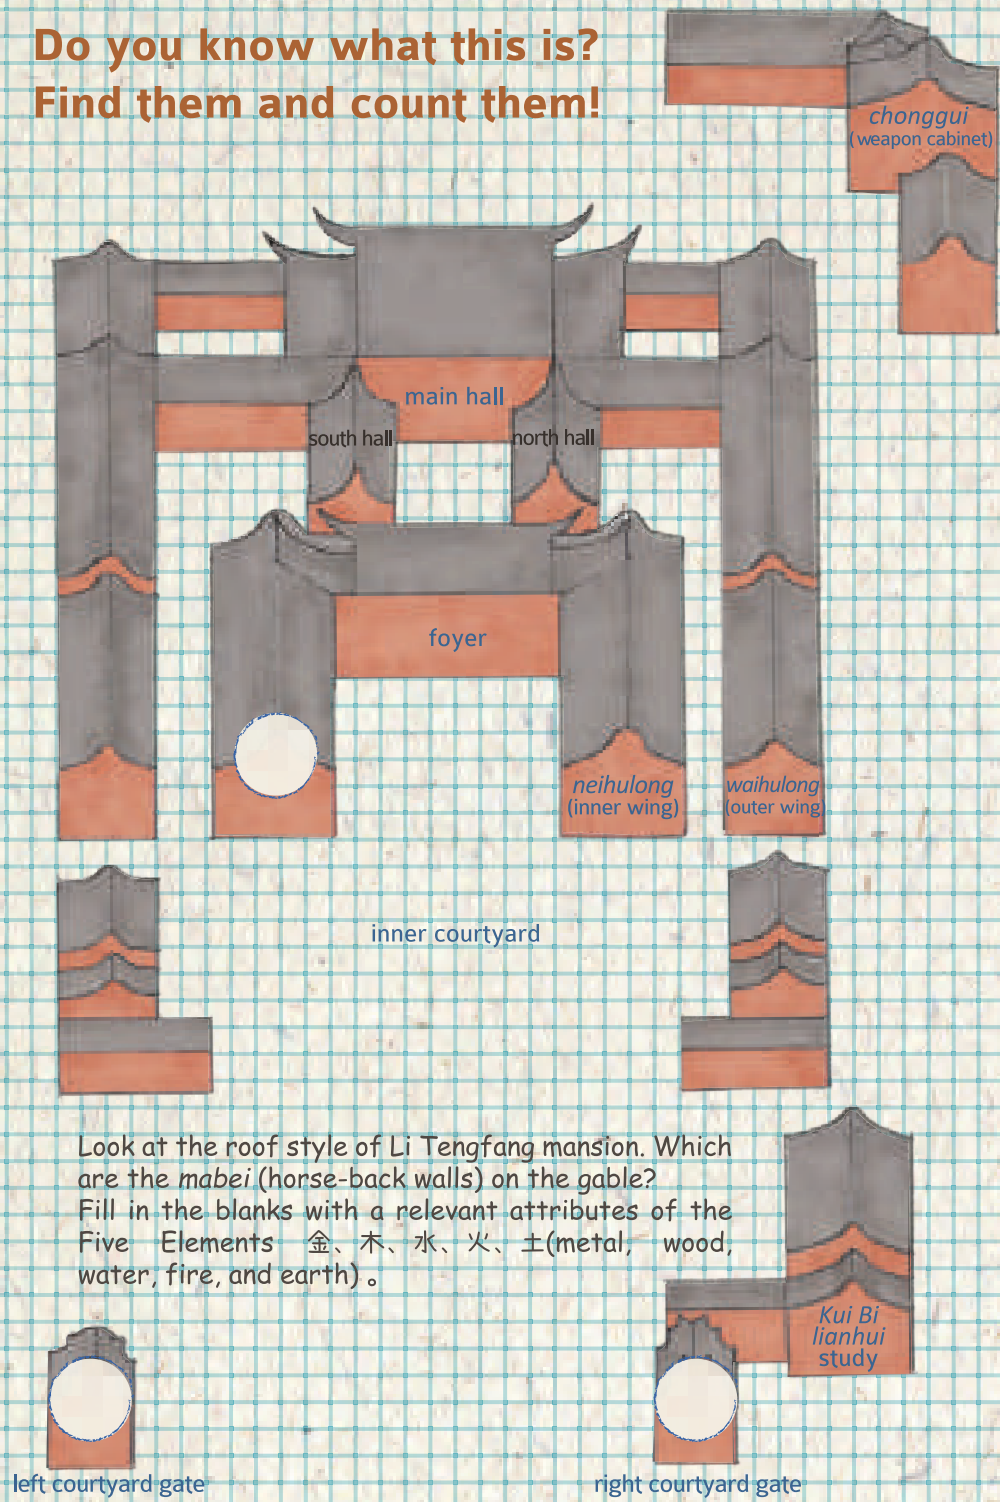 Do you know what this is?
Find them and count them!
chonggui
(weapon cabinet)
main hall
south hall
north hall
foyer
neihulong
(inner wing)
waihulong
(outer wing)
inner courtyard
Look at the roof style of Li Tengfang mansion. Which
are the mabei (horse-back walls) on the gable?
Fill in the blanks with a relevant attributes of the
Five Elements 金、木、水、火、土(metal, wood,
water, fire, and earth) 。
Kui Bi
lianhui
study
left courtyard gate
right courtyard gate